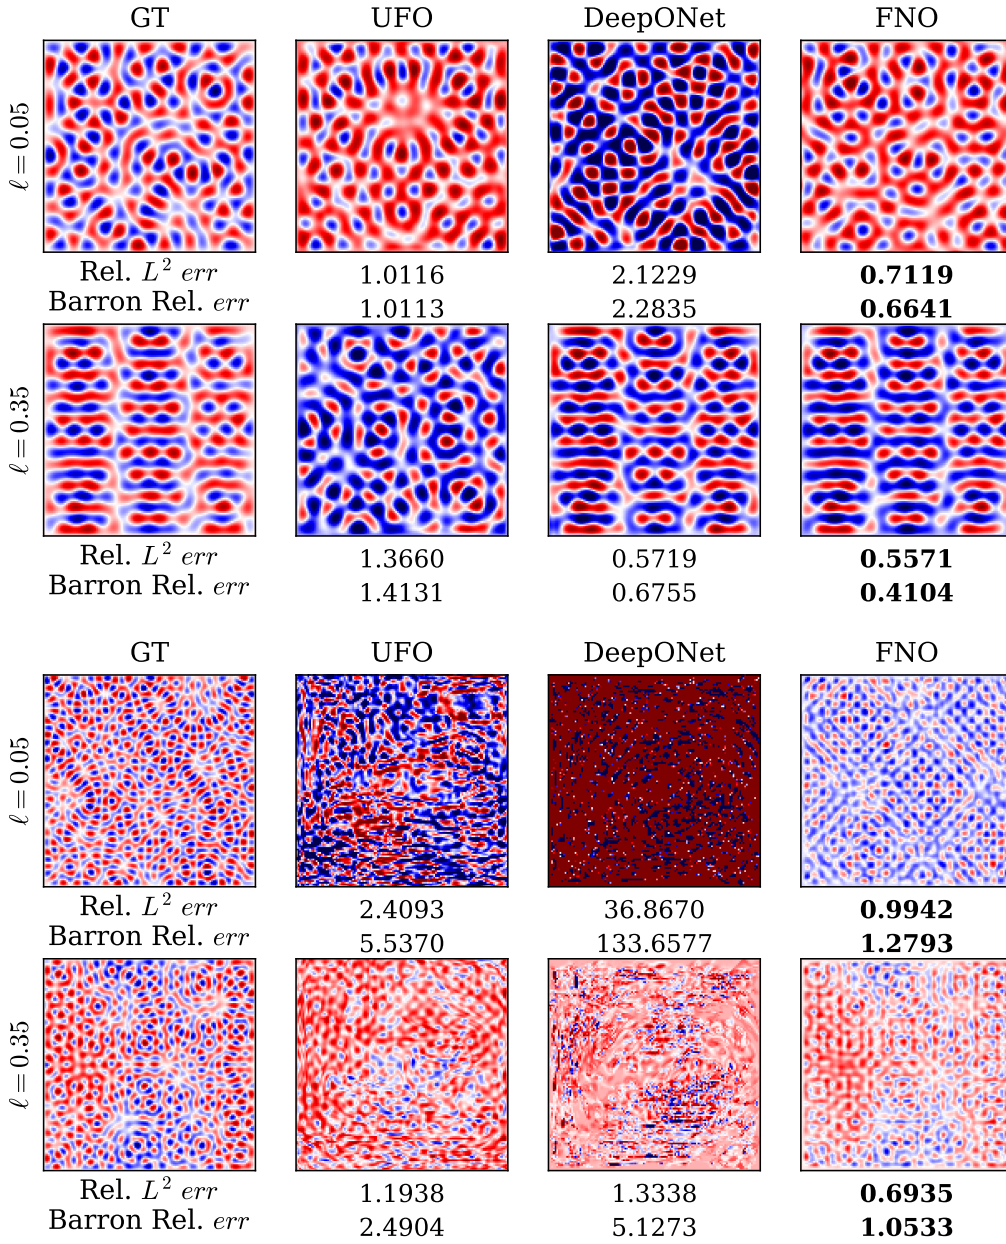 GT UFO DeepONet FNO
ℓ = 0.05
Rel. L² err 1.0116 2.1229 0.7119
Barron Rel. err 1.0113 2.2835 0.6641
ℓ = 0.35
Rel. L² err 1.3660 0.5719 0.5571
Barron Rel. err 1.4131 0.6755 0.4104
GT UFO DeepONet FNO
ℓ = 0.05
Rel. L² err 2.4093 36.8670 0.9942
Barron Rel. err 5.5370 133.6577 1.2793
ℓ = 0.35
Rel. L² err 1.1938 1.3338 0.6935
Barron Rel. err 2.4904 5.1273 1.0533